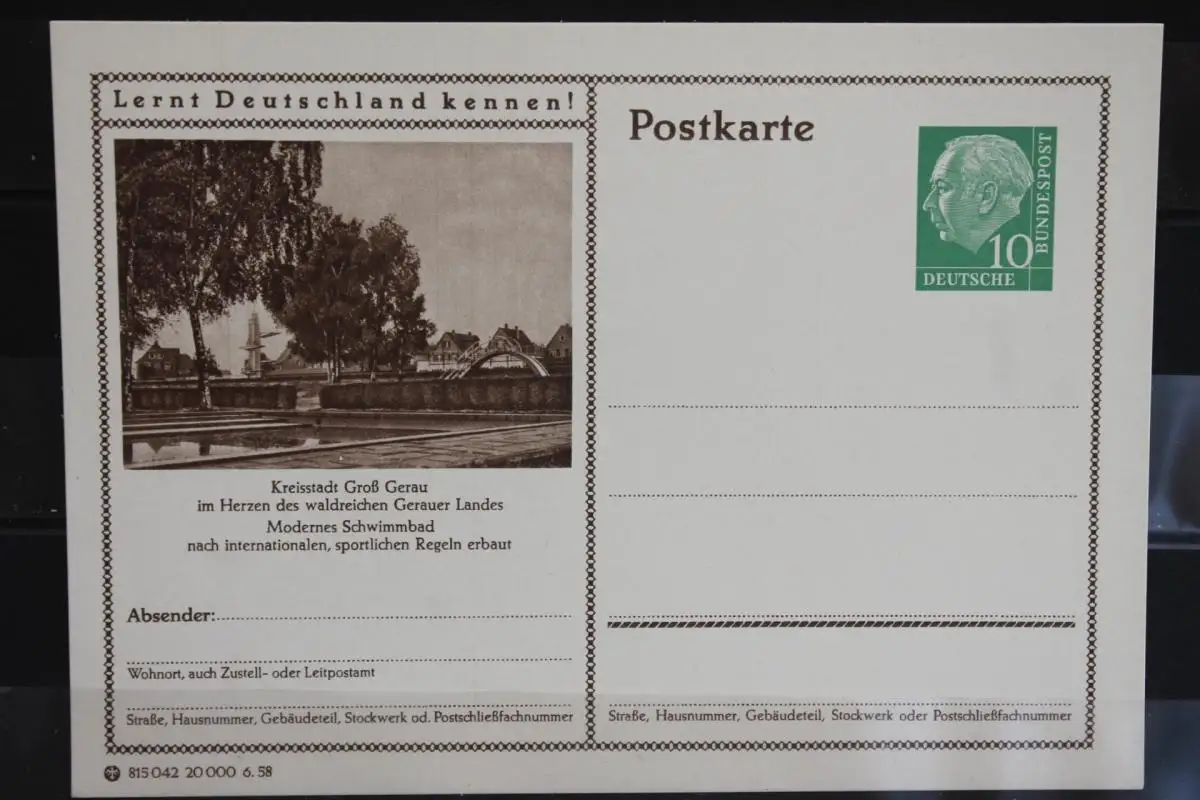 Lernt Deutschland kennen!
Kreisstadt Groß Gerau
im Herzen des waldreichen Gerauer Landes
Modernes Schwimmbad
nach internationalen, sportlichen Regeln erbaut
Absender:
Wohnort, auch Zustell- oder Leitpostamt
Straße, Hausnummer, Gebäudeteil, Stockwerk od. Postschließfachnummer
815 042 20 000 6. 58
Postkarte
BUNDESPOST
10
DEUTSCHE
Straße, Hausnummer, Gebäudeteil, Stockwerk oder Postschließfachnummer